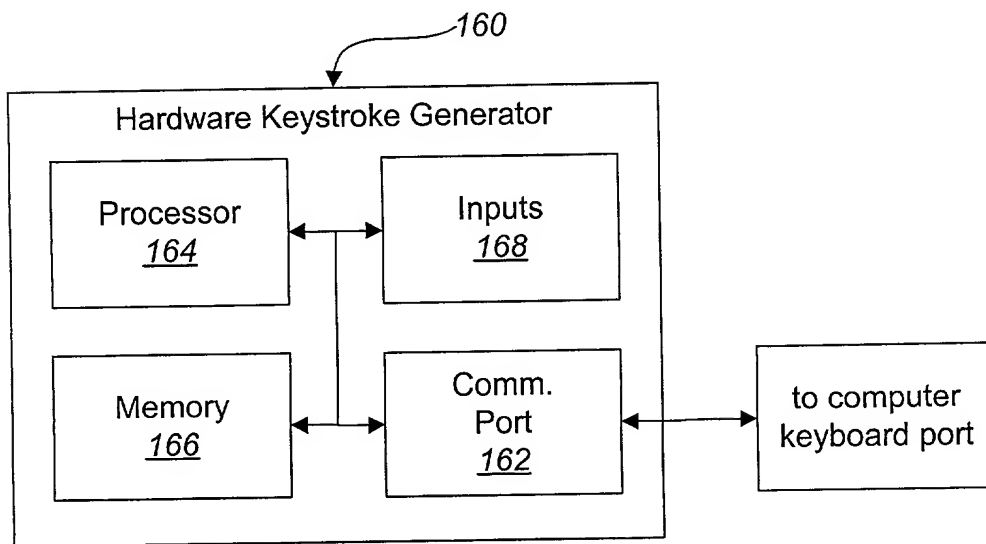 160
Hardware Keystroke Generator
Processor
164
Inputs
168
Memory
166
Comm.
Port
162
to computer
keyboard port